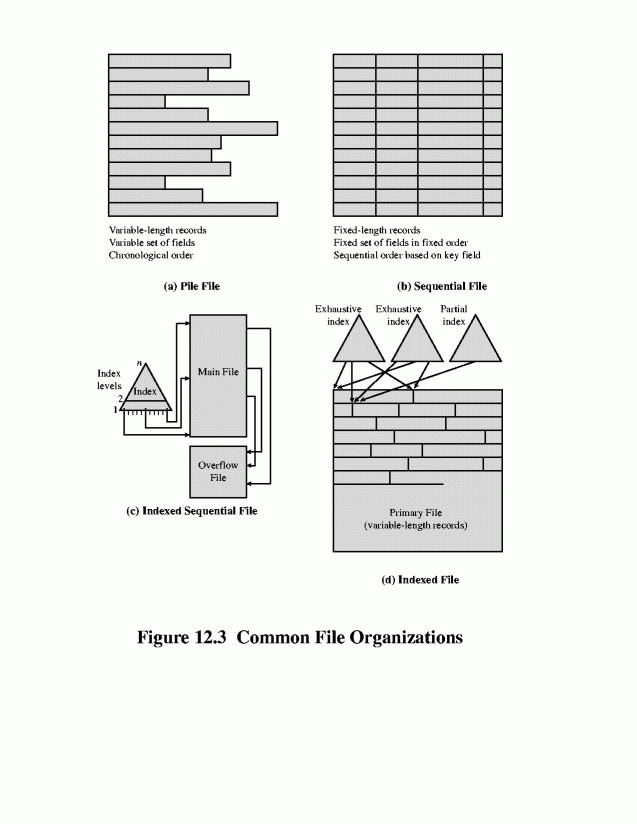 Variable-length records
Variable set of fields
Chronological order
(a) Pile File
Fixed-length records
Fixed set of fields in fixed order
Sequential order based on key field
(b) Sequential File
Index
levels
n
2
1
Index
Main File
Overflow
File
(c) Indexed Sequential File
Exhaustive
index
Exhaustive
index
Partial
index
Primary File
(variable-length records)
(d) Indexed File
Figure 12.3 Common File Organizations